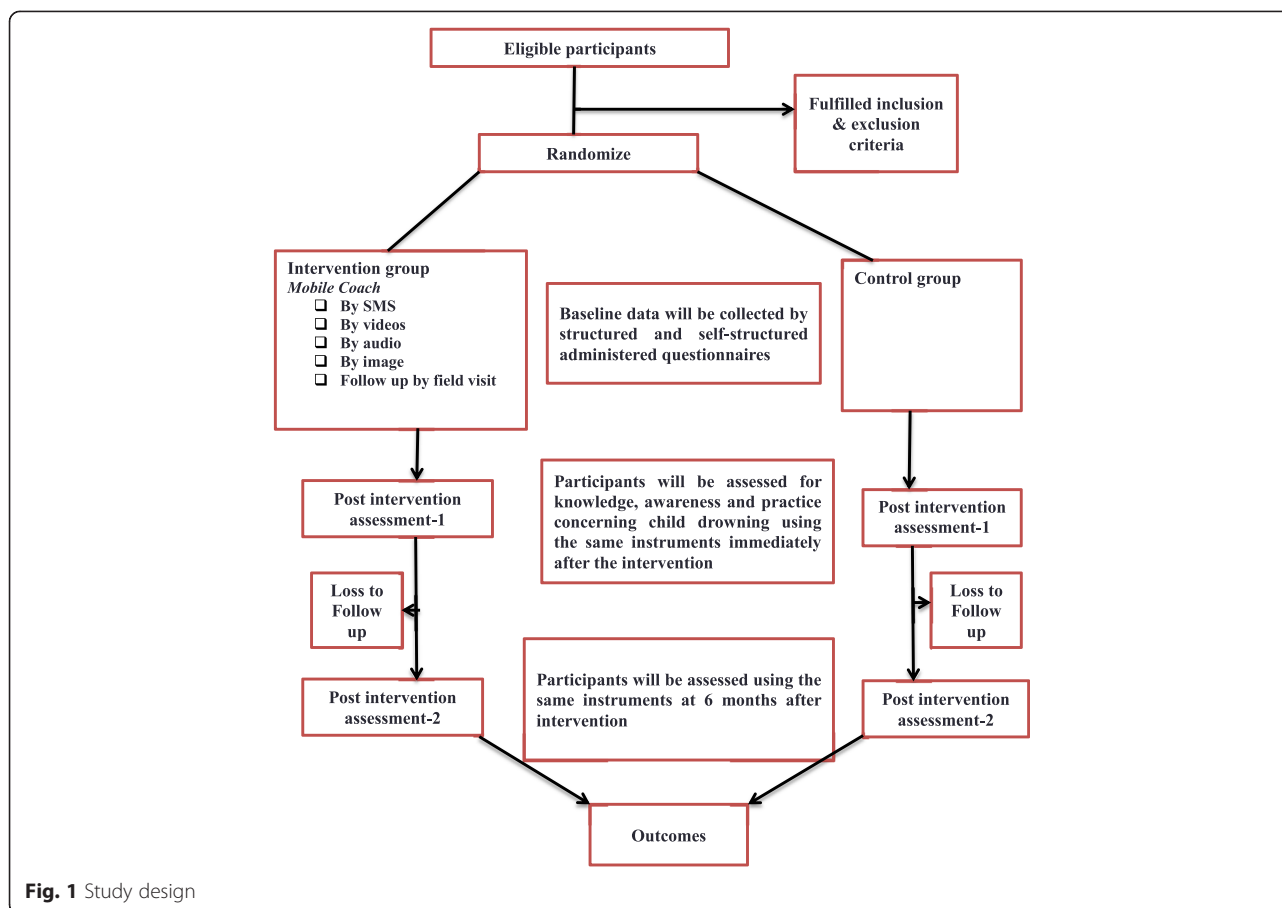 Eligible participants
Fulfilled inclusion
& exclusion
criteria
Randomize
Intervention group
Mobile Coach
❑ By SMS
❑ By videos
❑ By audio
❑ By image
❑ Follow up by field visit
Baseline data will be collected by
structured and self-structured
administered questionnaires
Control group
Post intervention
assessment-1
Participants will be assessed for
knowledge, awareness and practice
concerning child drowning using
the same instruments immediately
after the intervention
Post intervention
assessment-1
Loss to
Follow
up
Loss to
Follow
up
Post intervention
assessment-2
Participants will be assessed using the
same instruments at 6 months after
intervention
Post intervention
assessment-2
Outcomes
Fig. 1 Study design